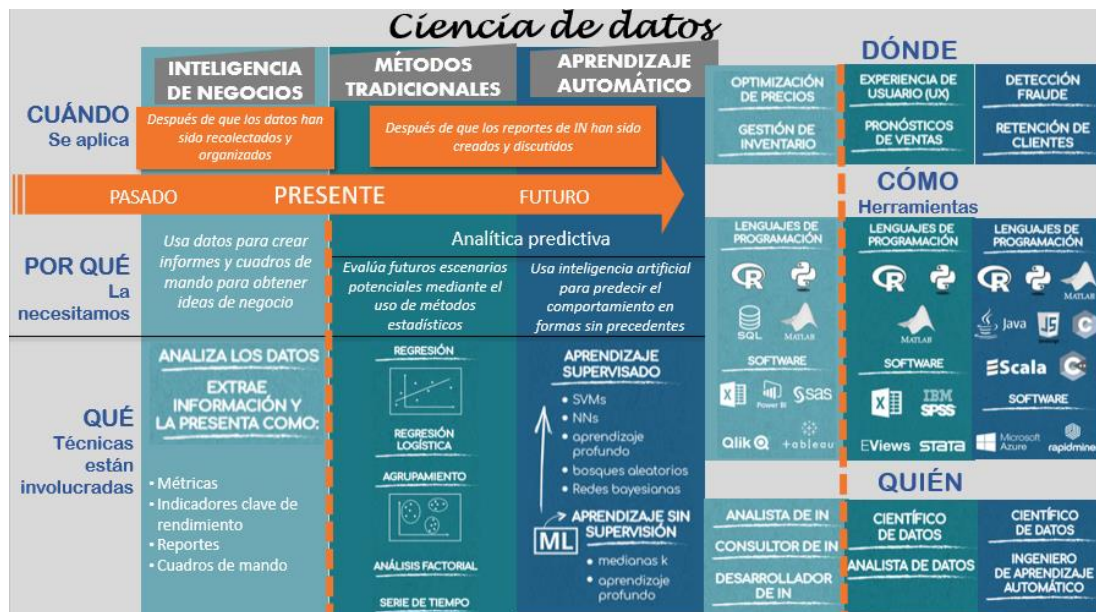 Ciencia de datos
INTELIGENCIA
DE NEGOCIOS
MÉTODOS
TRADICIONALES
APRENDIZAJE
AUTOMÁTICO
CUÁNDO
Se aplica
Después de que los datos han
sido recolectados y
organizados
Después de que los reportes de IN han sido
creados y discutidos
PASADO
PRESENTE
FUTURO
POR QUÉ
La
necesitamos
Usa datos para crear
informes y cuadros de
mando para obtener
ideas de negocio
Analítica predictiva
Evalúa futuros escenarios
potenciales mediante el
uso de métodos
estadísticos
Usa inteligencia artificial
para predecir el
comportamiento en
formas sin precedentes
QUÉ
Técnicas
están
involucradas
ANALIZA LOS DATOS
EXTRAE
INFORMACIÓN Y
LA PRESENTA COMO:
• Métricas
• Indicadores clave de
rendimiento
• Reportes
• Cuadros de mando
REGRESIÓN
REGRESIÓN
LOGÍSTICA
AGRUPAMIENTO
ANÁLISIS FACTORIAL
SERIE DE TIEMPO
APRENDIZAJE
SUPERVISADO
• SVMs
• NNs
• aprendizaje
profundo
• bosques aleatorios
• Redes bayesianas
ML
APRENDIZAJE SIN
SUPERVISIÓN
• medianas k
• aprendizaje
profundo
DÓNDE
OPTIMIZACIÓN
DE PRECIOS
GESTIÓN DE
INVENTARIO
EXPERIENCIA DE
USUARIO (UX)
PRONÓSTICOS
DE VENTAS
DETECCIÓN
FRAUDE
RETENCIÓN DE
CLIENTES
CÓMO
Herramientas
LENGUAJES DE
PROGRAMACIÓN
R
SQL
MATLAB
SOFTWARE
X
Power BI
sas
Qlik Q
+ableau
LENGUAJES DE
PROGRAMACIÓN
R
MATLAB
SOFTWARE
X
IBM
SPSS
EViews
STATA
LENGUAJES DE
PROGRAMACIÓN
R
MATLAB
Java
JS
C
Scala
C++
SOFTWARE
Microsoft
Azure
rapidminer
QUIÉN
ANALISTA DE IN
CONSULTOR DE IN
DESARROLLADOR
DE IN
CIENTÍFICO
DE DATOS
ANALISTA DE DATOS
CIENTÍFICO
DE DATOS
INGENIERO
DE APRENDIZAJE
AUTOMÁTICO